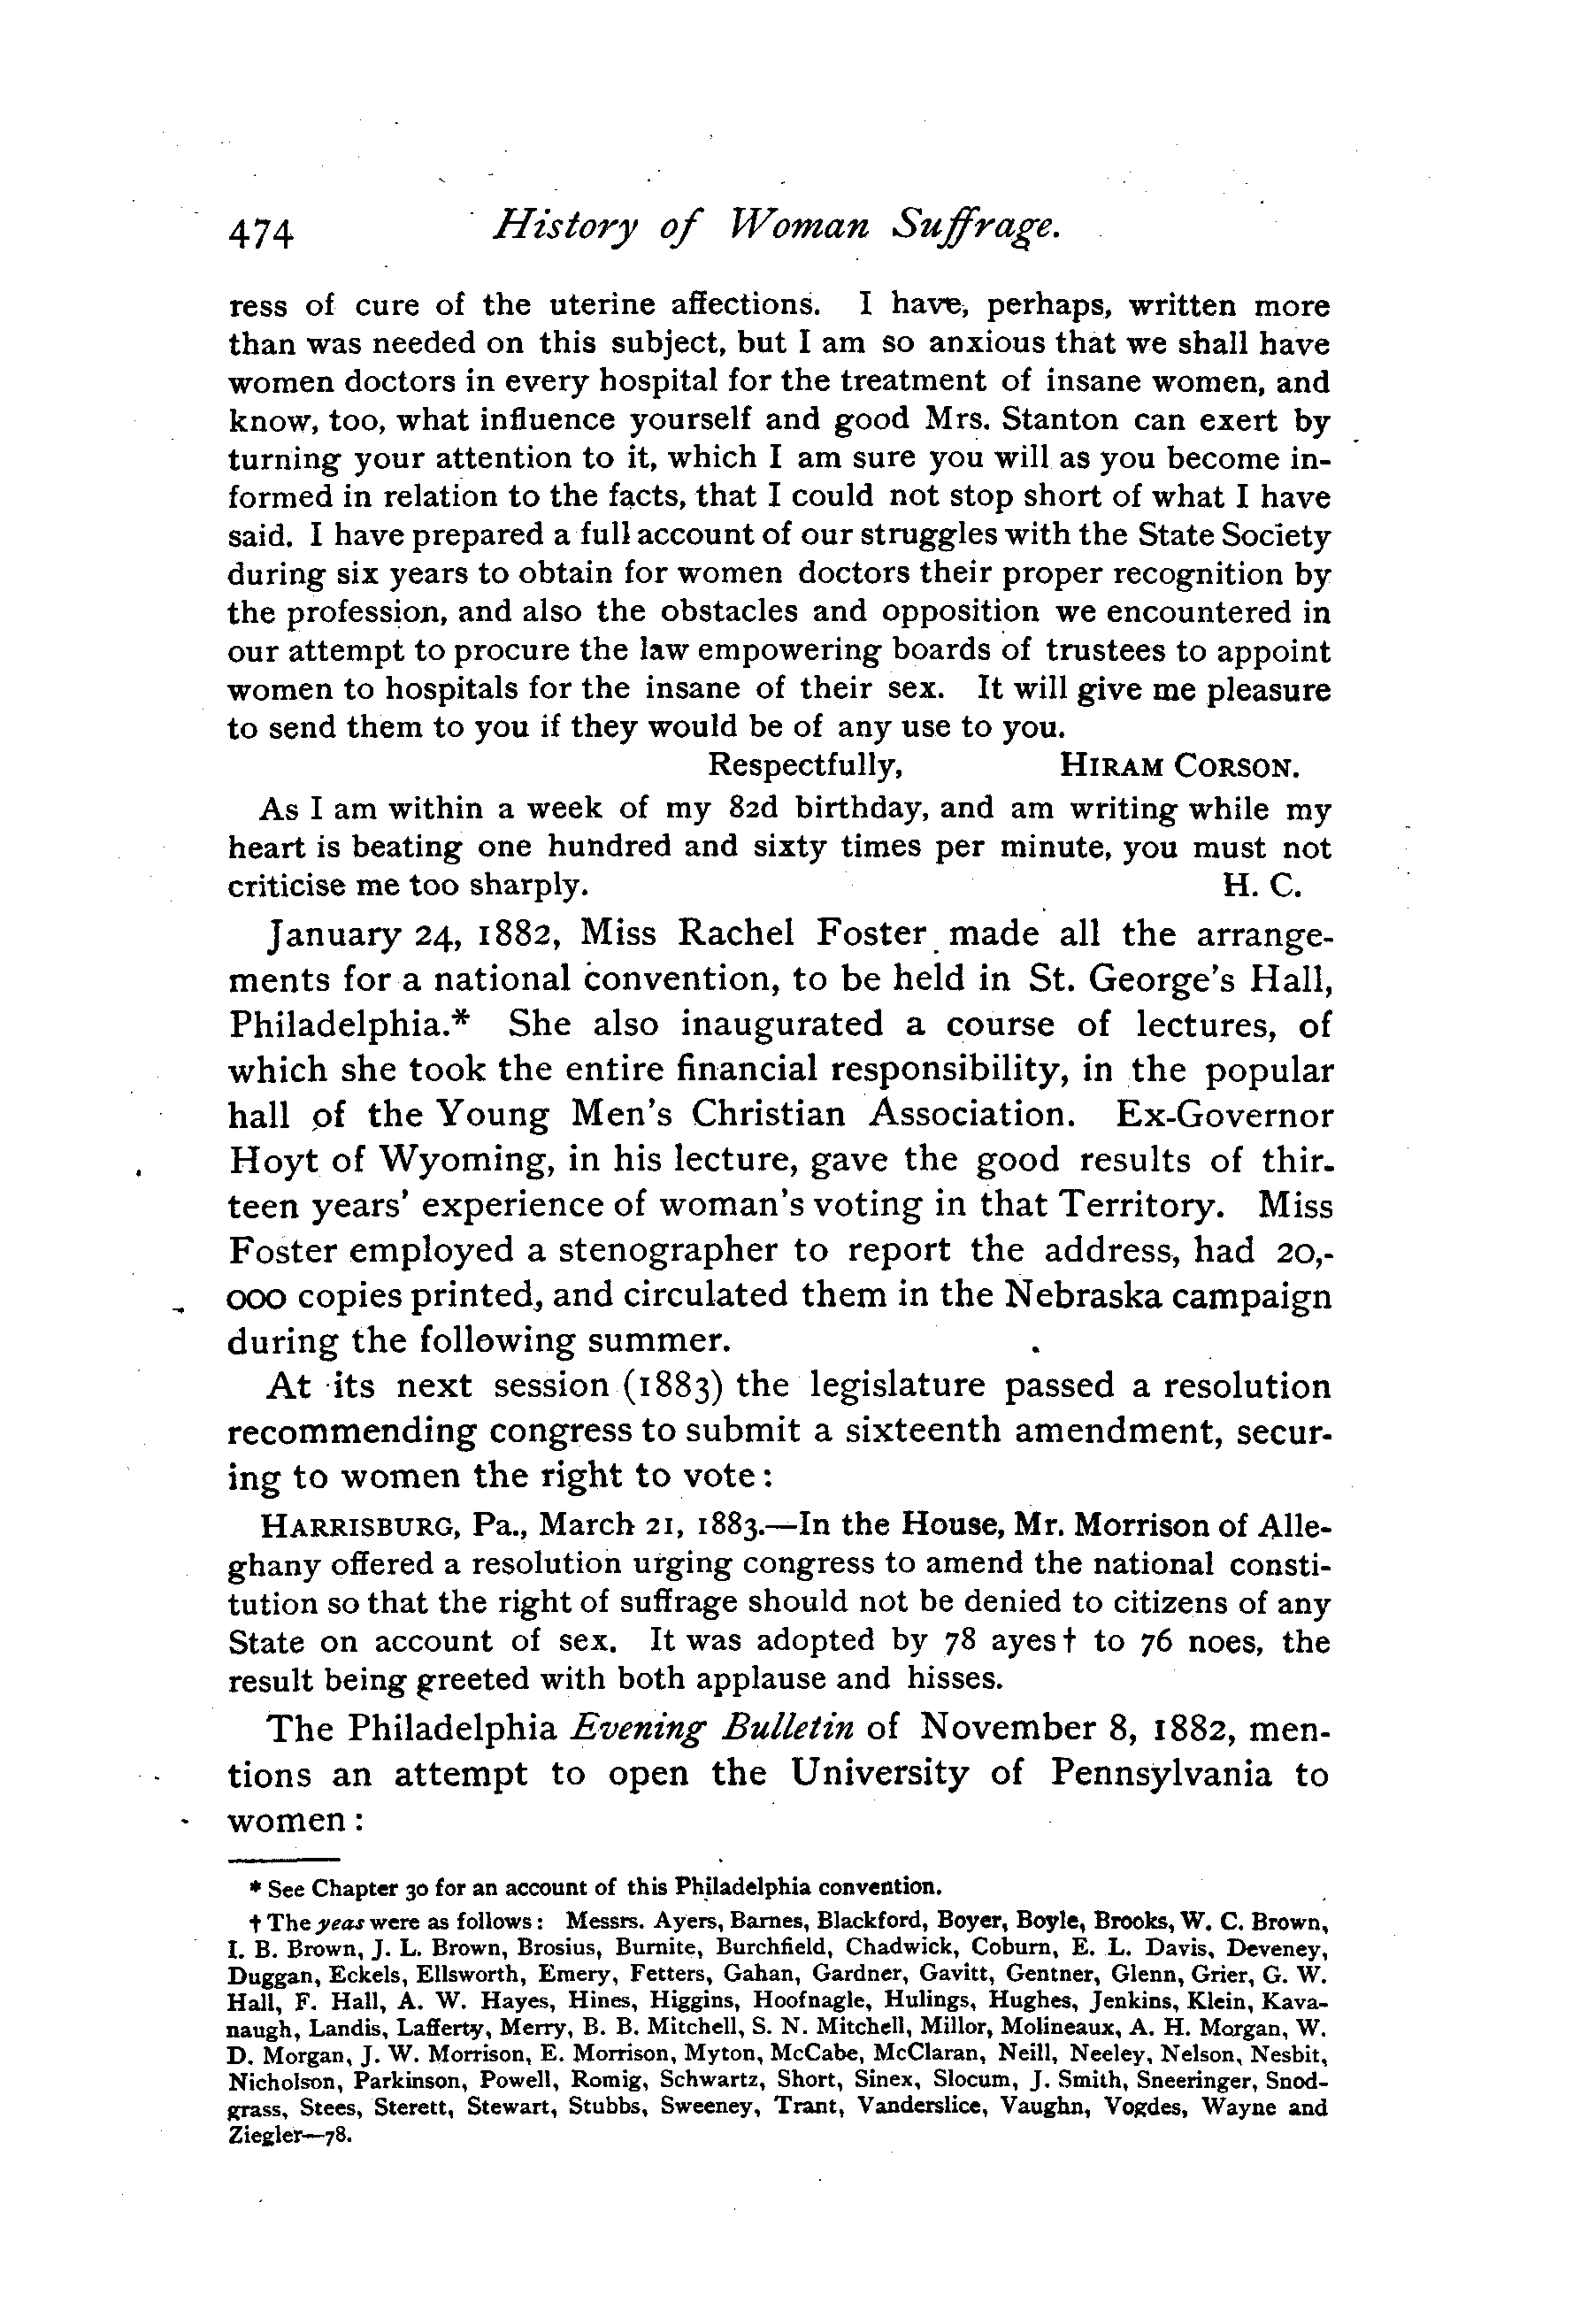 474 History of Woman Suffrage.
ress of cure of the uterine affections. I have, perhaps, written more
than was needed on this subject, but I am so anxious that we shall have
women doctors in every hospital for the treatment of insane women, and
know, too, what influence yourself and good Mrs. Stanton can exert by
turning your attention to it, which I am sure you will as you become in-
formed in relation to the facts, that I could not stop short of what I have
said. I have prepared a full account of our struggles with the State Society
during six years to obtain for women doctors their proper recognition by
the profession, and also the obstacles and opposition we encountered in
our attempt to procure the law empowering boards of trustees to appoint
women to hospitals for the insane of their sex. It will give me pleasure
to send them to you if they would be of any use to you.
Respectfully, HIRAM CORSON.
As I am within a week of my 82d birthday, and am writing while my
heart is beating one hundred and sixty times per minute, you must not
criticise me too sharply. H. C.
January 24, 1882, Miss Rachel Foster made all the arrange-
ments for a national convention, to be held in St. George's Hall,
Philadelphia.* She also inaugurated a course of lectures, of
which she took the entire financial responsibility, in the popular
hall of the Young Men's Christian Association. Ex-Governor
Hoyt of Wyoming, in his lecture, gave the good results of thir-
teen years' experience of woman's voting in that Territory. Miss
Foster employed a stenographer to report the address, had 20,-
000 copies printed, and circulated them in the Nebraska campaign
during the following summer.
At its next session (1883) the legislature passed a resolution
recommending congress to submit a sixteenth amendment, secur-
ing to women the right to vote:
HARRISBURG, Pa., March 21, 1883.—In the House, Mr. Morrison of Alle-
ghany offered a resolution urging congress to amend the national consti-
tution so that the right of suffrage should not be denied to citizens of any
State on account of sex. It was adopted by 78 ayes† to 76 noes, the
result being greeted with both applause and hisses.
The Philadelphia Evening Bulletin of November 8, 1882, men-
tions an attempt to open the University of Pennsylvania to
women:
* See Chapter 30 for an account of this Philadelphia convention.
† The yeas were as follows: Messrs. Ayers, Barnes, Blackford, Boyer, Boyle, Brooks, W. C. Brown,
I. B. Brown, J. L. Brown, Brosius, Burnite, Burchfield, Chadwick, Coburn, E. L. Davis, Deveney,
Duggan, Eckels, Ellsworth, Emery, Fetters, Gahan, Gardner, Gavitt, Gentner, Glenn, Grier, G. W.
Hall, F. Hall, A. W. Hayes, Hines, Higgins, Hoofnagle, Hulings, Hughes, Jenkins, Klein, Kava-
naugh, Landis, Lafferty, Merry, B. B. Mitchell, S. N. Mitchell, Millor, Molineaux, A. H. Morgan, W.
D. Morgan, J. W. Morrison, E. Morrison, Myton, McCabe, McClaran, Neill, Neeley, Nelson, Nesbit,
Nicholson, Parkinson, Powell, Romig, Schwartz, Short, Sinex, Slocum, J. Smith, Sneeringer, Snod-
grass, Stees, Sterett, Stewart, Stubbs, Sweeney, Trant, Vanderslice, Vaughn, Vogdes, Wayne and
Ziegler—78.